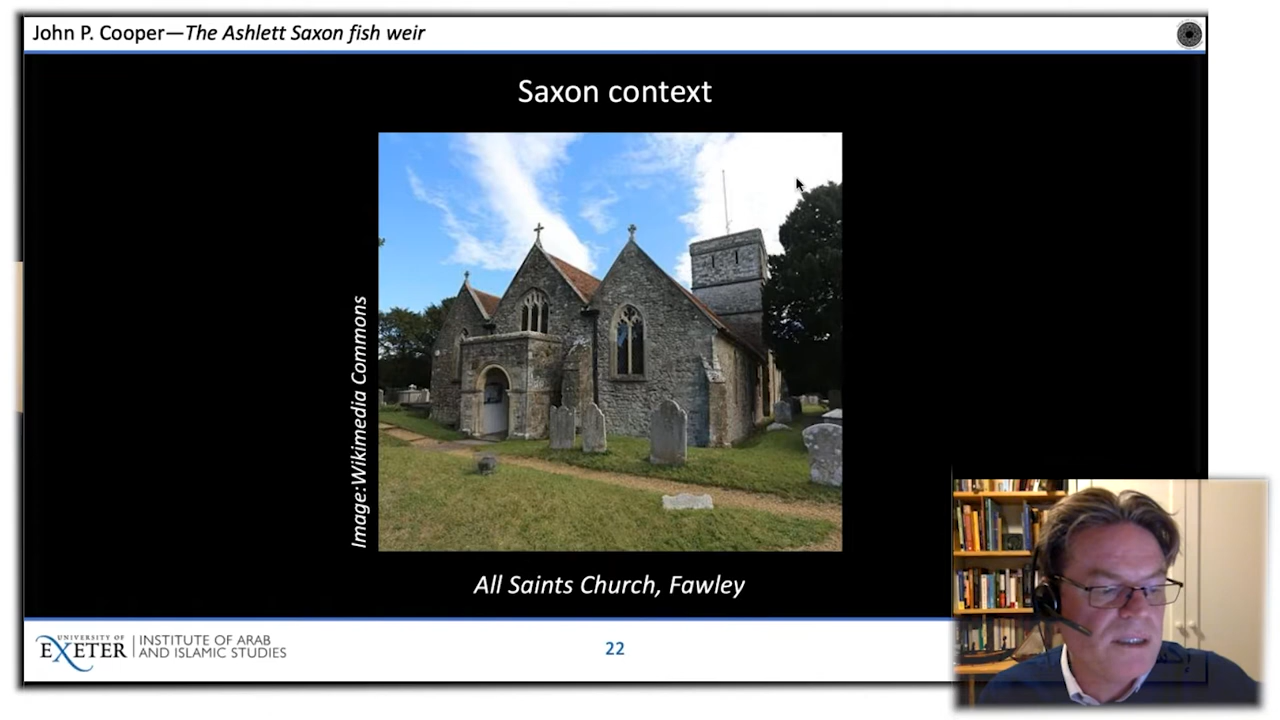 John P. Cooper—The Ashlett Saxon fish weir
Saxon context
Image:Wikimedia Commons
All Saints Church, Fawley
UNIVERSITY OF
EXETER
INSTITUTE OF ARAB
AND ISLAMIC STUDIES
22